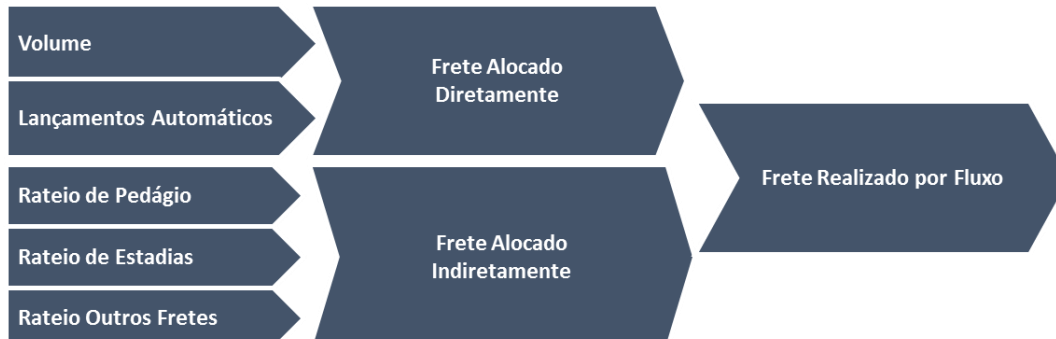 Volume
Lançamentos Automáticos
Rateio de Pedágio
Rateio de Estadias
Rateio Outros Fretes
Frete Alocado
Diretamente
Frete Alocado
Indiretamente
Frete Realizado por Fluxo